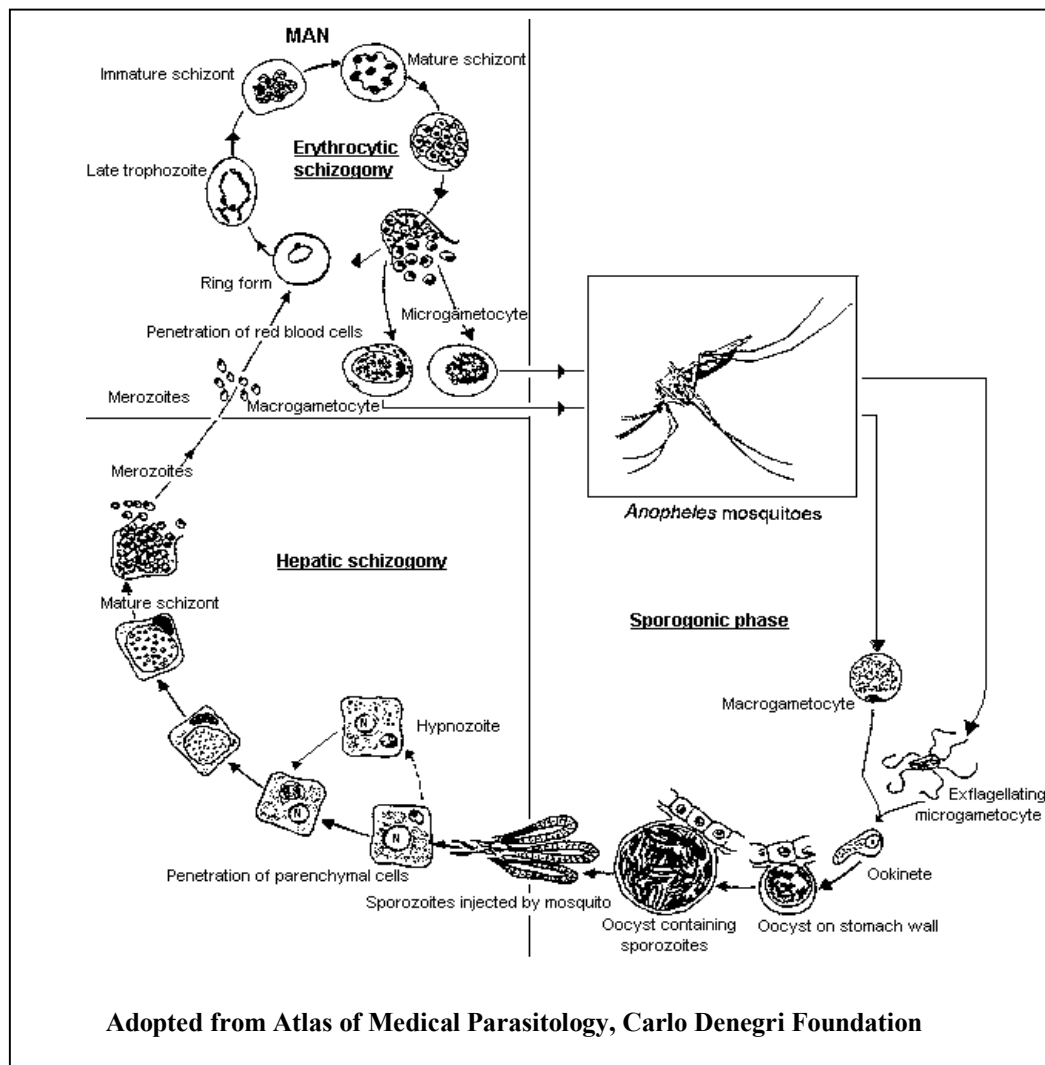 MAN
Immature schizont
Mature schizont
Erythrocytic
schizogony
Late trophozoite
Ring form
Penetration of red blood cells
Microgametocyte
Merozoites
Macrogametocyte
Anopheles mosquitoes
Merozoites
Hepatic schizogony
Mature schizont
Sporogonic phase
Hypnozoite
N
N
N
Macrogametocyte
Exflagellating
microgametocyte
Ookinete
Penetration of parenchymal cells
Sporozoites injected by mosquito
Oocyst containing
sporozoites
Oocyst on stomach wall
Adopted from Atlas of Medical Parasitology, Carlo Denegri Foundation